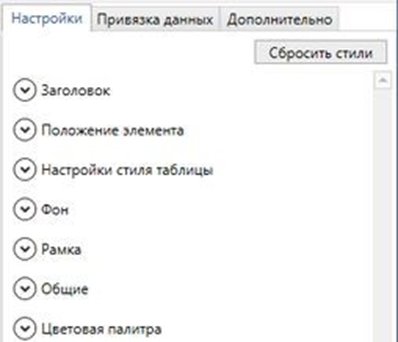 Настройки Привязка данных Дополнительно
Сбросить стили
Заголовок
Положение элемента
Настройки стиля таблицы
Фон
Рамка
Общие
Цветовая палитра